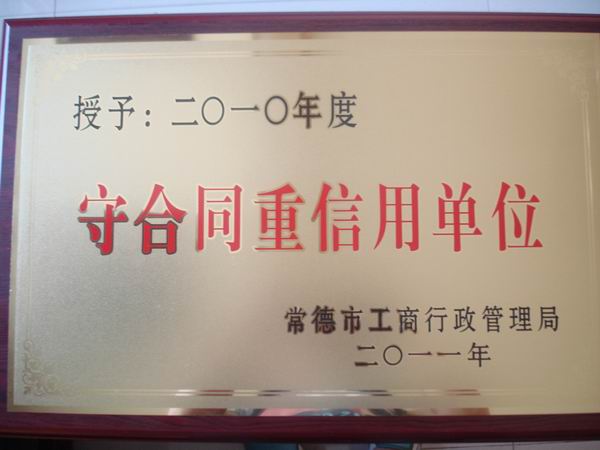 授予：二〇一〇年度
守合同重信用单位
常德市工商行政管理局
二〇一一年